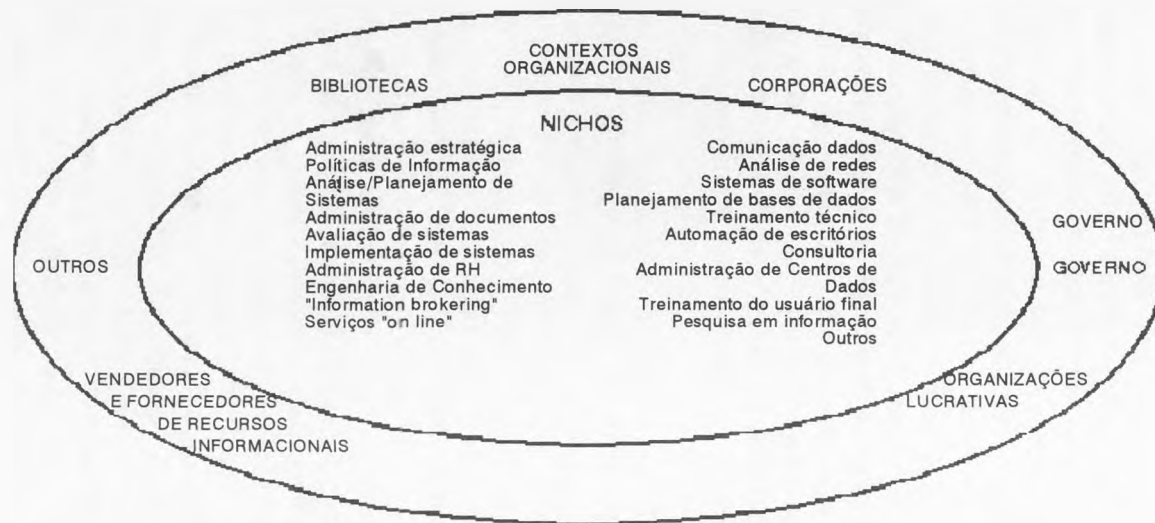 CONTEXTOS
ORGANIZACIONAIS
BIBLIOTECAS
CORPORAÇÕES
NICHOS
Administração estratégica
Políticas de Informação
Análise/Planejamento de
Sistemas
Administração de documentos
Avaliação de sistemas
Implementação de sistemas
Administração de RH
Engenharia de Conhecimento
"Information brokering"
Serviços "on line"
Comunicação dados
Análise de redes
Sistemas de software
Planejamento de bases de dados
Treinamento técnico
Automação de escritórios
Consultoria
Administração de Centros de
Dados
Treinamento do usuário final
Pesquisa em informação
Outros
GOVERNO
GOVERNO
OUTROS
VENDEDORES
E FORNECEDORES
DE RECURSOS
INFORMACIONAIS
ORGANIZAÇÕES
LUCRATIVAS